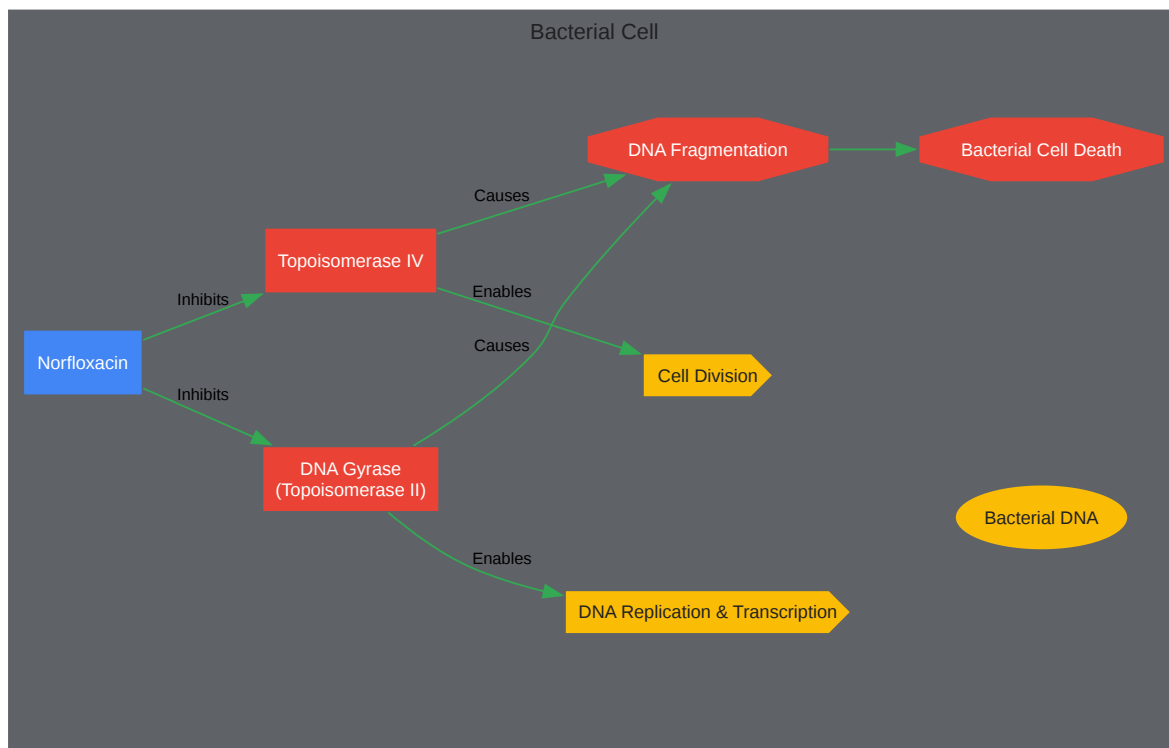 Bacterial Cell
DNA Fragmentation
Bacterial Cell Death
Causes
Topoisomerase IV
Enables
Inhibits
Causes
Norfloxacin
Cell Division
Inhibits
DNA Gyrase
(Topoisomerase II)
Bacterial DNA
Enables
DNA Replication & Transcription